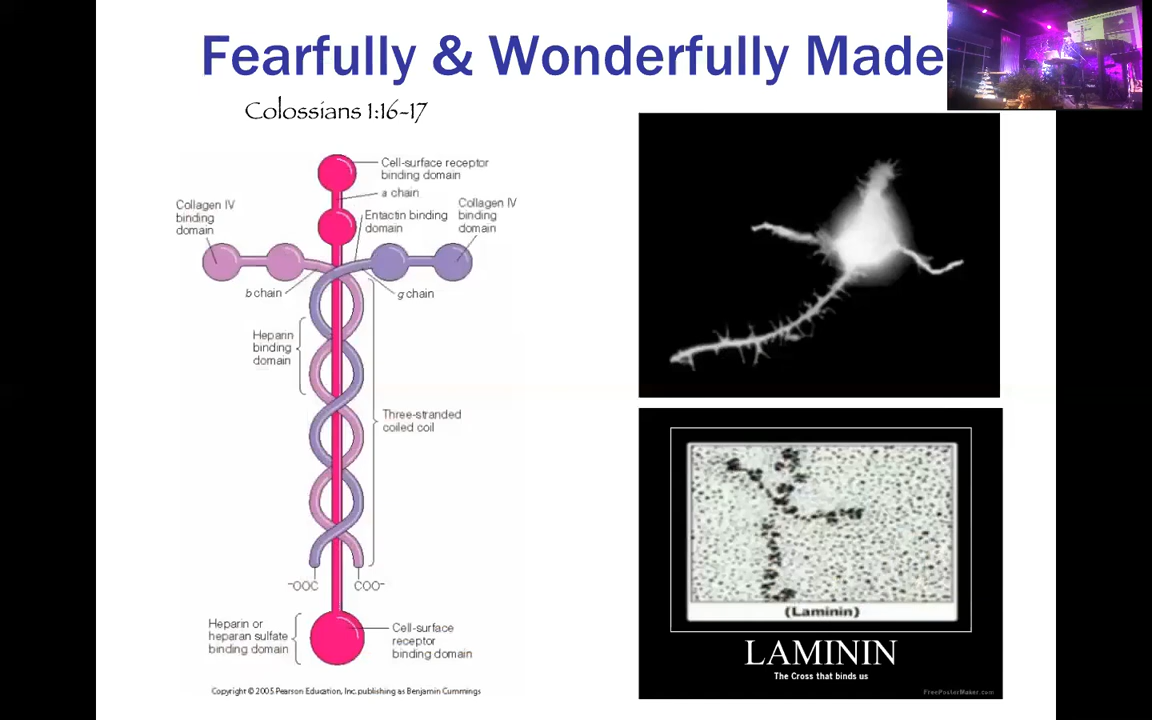 Fearfully & Wonderfully Made
Colossians 1:16-17
Cell-surface receptor
binding domain
a chain
Collagen IV
binding
domain
Entactin binding
domain
Collagen IV
binding
domain
b chain
g chain
Heparin
binding
domain
Three-stranded
coiled coil
⁻OOC
COO⁻
Heparin or
heparan sulfate
binding domain
Cell-surface
receptor
binding domain
Copyright © 2005 Pearson Education, Inc. publishing as Benjamin Cummings
(Laminin)
LAMININ
The Cross that binds us
FreePosterMaker.com